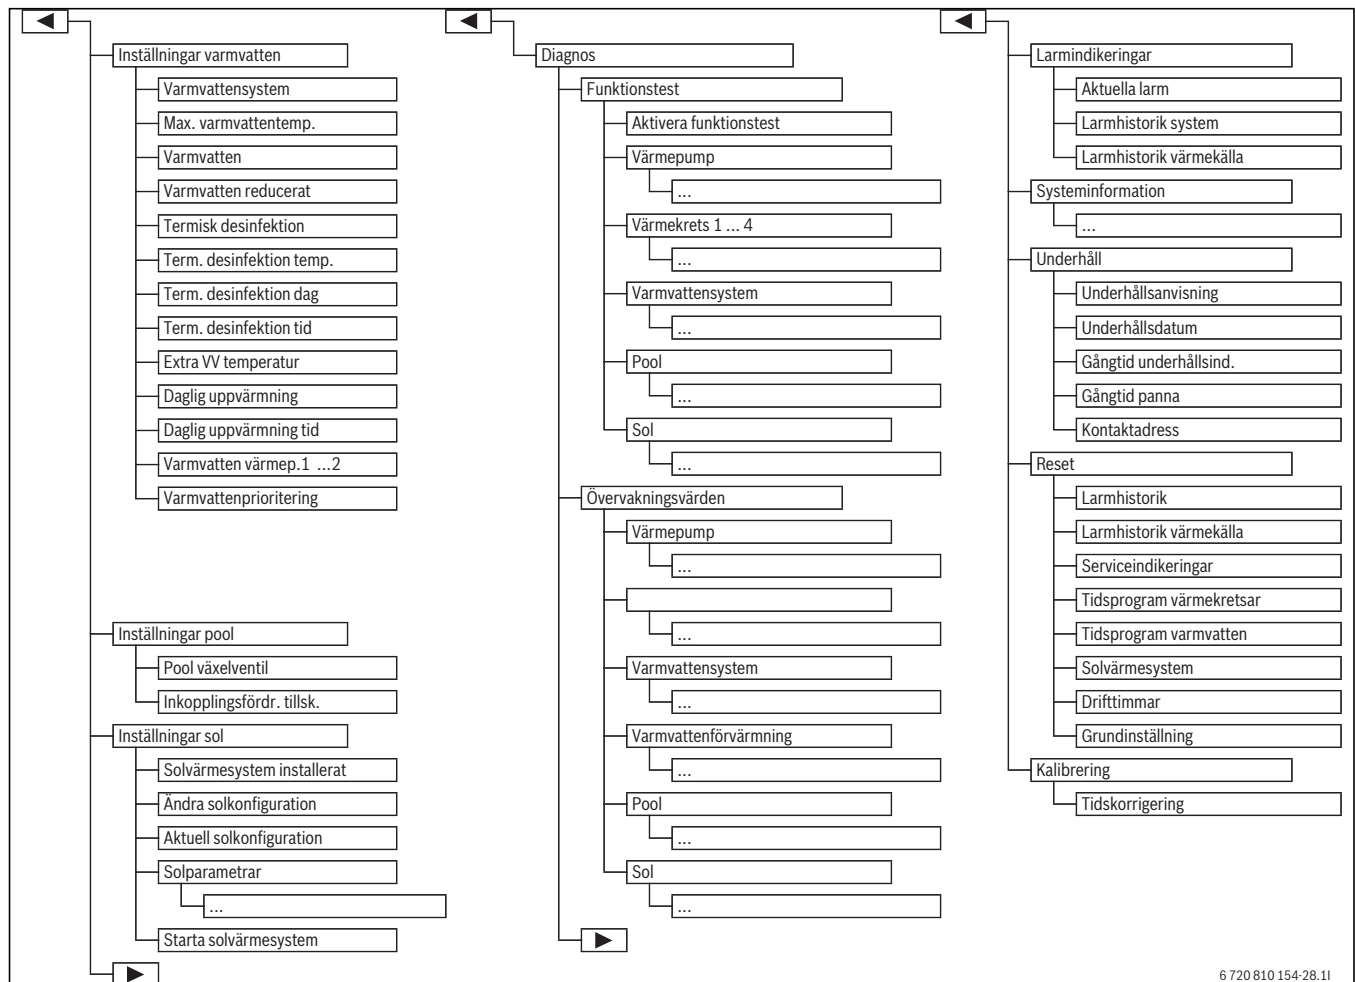 Inställningar varmvatten
Varmvattensystem
Max. varmvattentemp.
Varmvatten
Varmvatten reducerat
Termisk desinfektion
Term. desinfektion temp.
Term. desinfektion dag
Term. desinfektion tid
Extra VV temperatur
Daglig uppvärmning
Daglig uppvärmning tid
Varmvatten värmep.1 ...2
Varmvattenprioritering
Inställningar pool
Pool växelventil
Inkopplingsfördr. tillsk.
Inställningar sol
Solvärmesystem installerat
Ändra solkonfiguration
Aktuell solkonfiguration
Solparametrar
...
Starta solvärmesystem
Diagnos
Funktionstest
Aktivera funktionstest
Värmepump
...
Värmekrets 1 ... 4
...
Varmvattensystem
...
Pool
...
Sol
...
Övervakningsvärden
Värmepump
...
...
Varmvattensystem
...
Varmvattenförvärmning
...
Pool
...
Sol
...
Larmindikeringar
Aktuella larm
Larmhistorik system
Larmhistorik värmekälla
Systeminformation
...
Underhåll
Underhållsanvisning
Underhållsdatum
Gångtid underhållsind.
Gångtid panna
Kontaktadress
Reset
Larmhistorik
Larmhistorik värmekälla
Serviceindikeringar
Tidsprogram värmekretsar
Tidsprogram varmvatten
Solvärmesystem
Drifttimmar
Grundinställning
Kalibrering
Tidskorrigering
6 720 810 154-28.1I